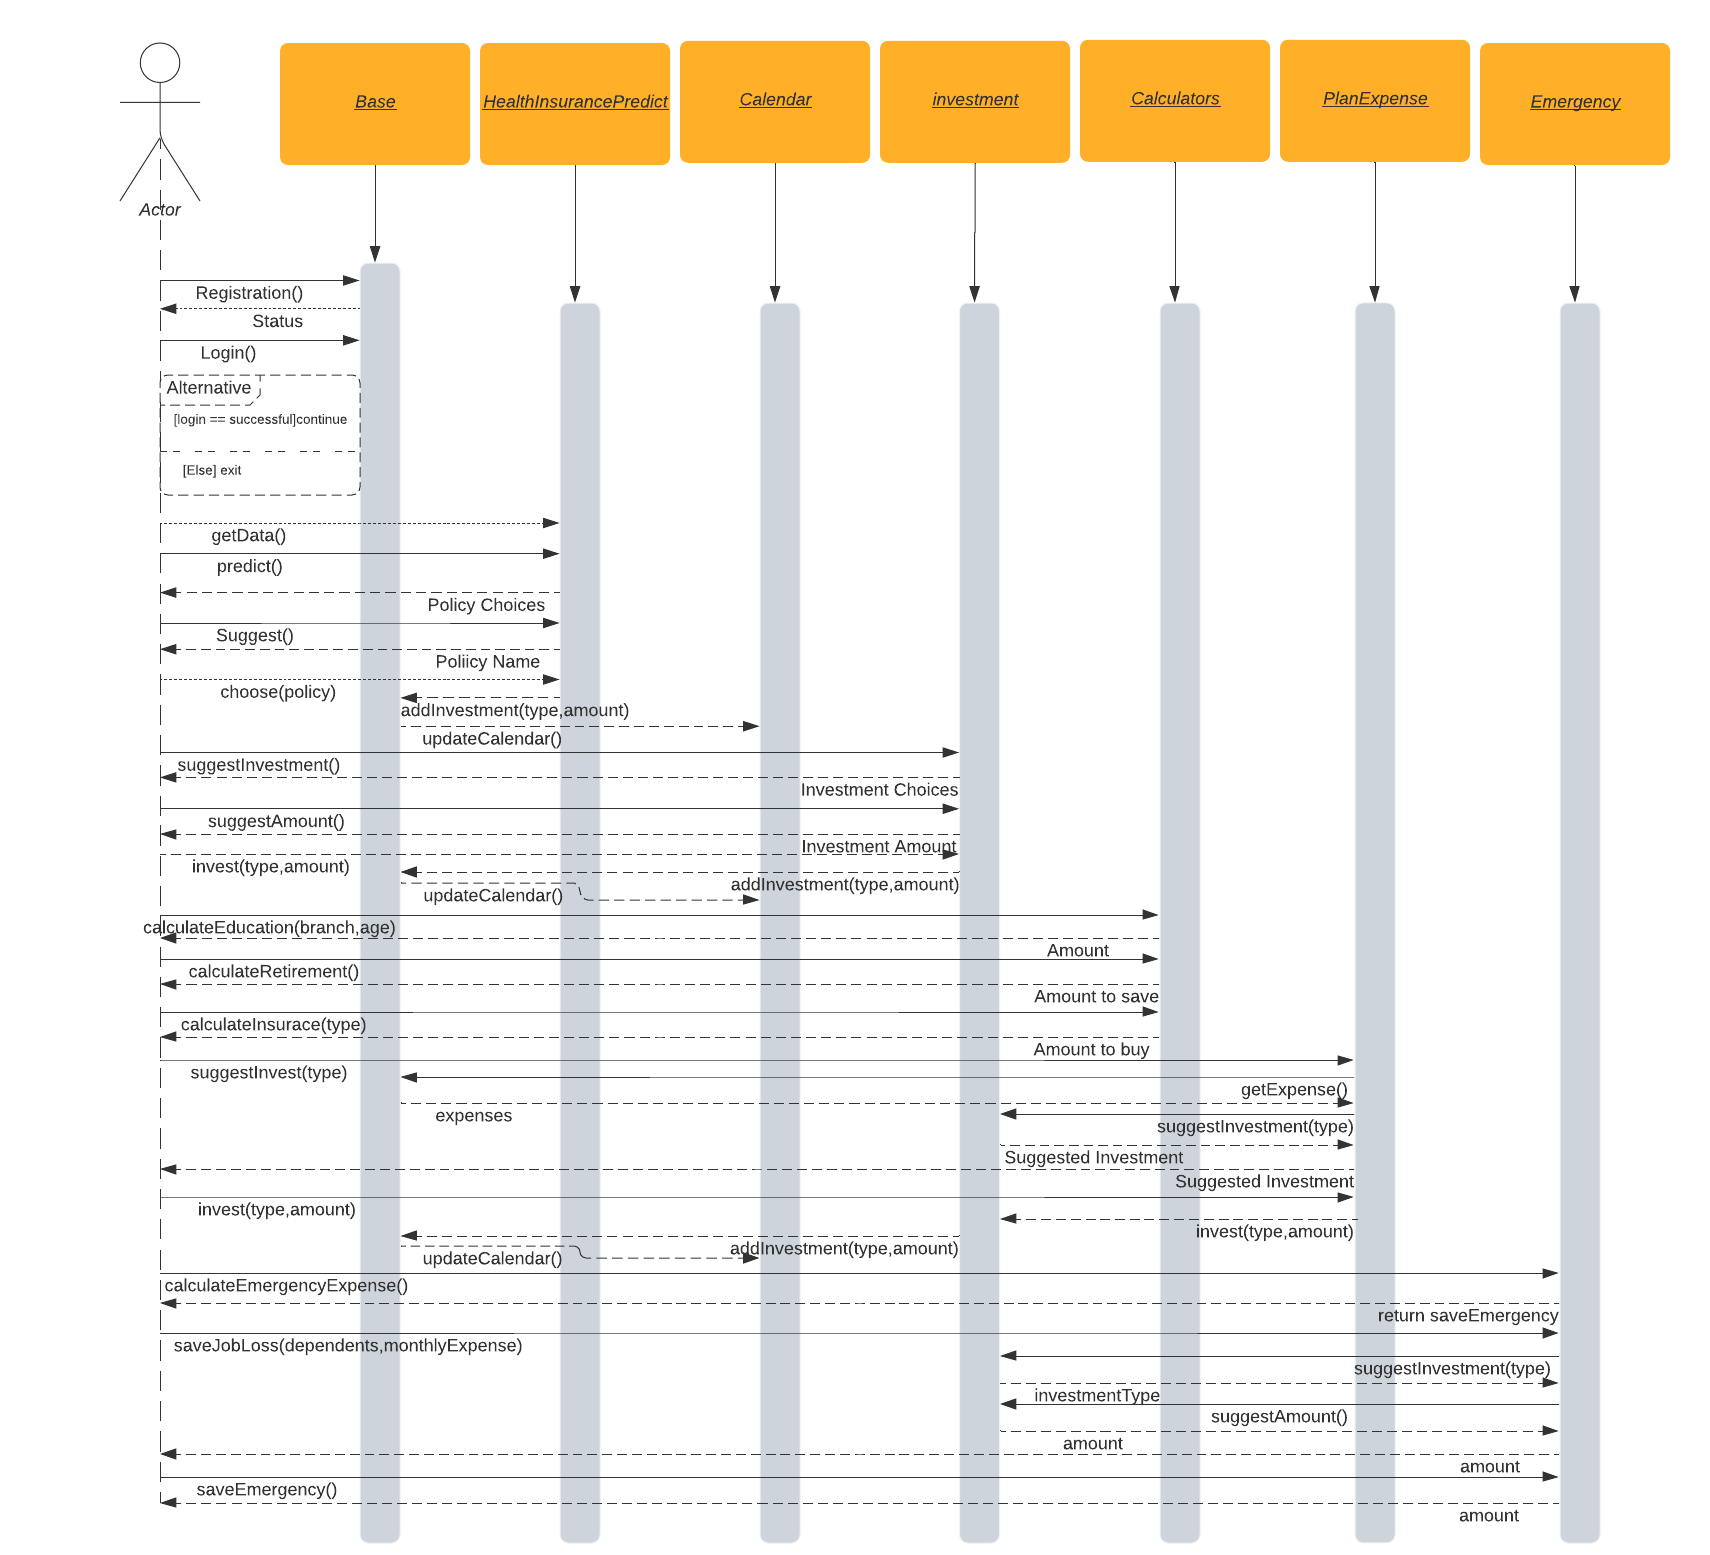 Base
HealthInsurancePredict
Calendar
investment
Calculators
PlanExpense
Emergency
Actor
Registration()
Status
Login()
Alternative
[login == successful]continue
[Else] exit
getData()
predict()
Policy Choices
Suggest()
Poliicy Name
choose(policy)
addInvestment(type,amount)
updateCalendar()
suggestInvestment()
Investment Choices
suggestAmount()
Investment Amount
invest(type,amount)
addInvestment(type,amount)
updateCalendar()
calculateEducation(branch,age)
Amount
calculateRetirement()
Amount to save
calculateInsurace(type)
Amount to buy
suggestInvest(type)
getExpense()
expenses
suggestInvestment(type)
Suggested Investment
Suggested Investment
invest(type,amount)
invest(type,amount)
addInvestment(type,amount)
updateCalendar()
calculateEmergencyExpense()
return saveEmergency
saveJobLoss(dependents,monthlyExpense)
suggestInvestment(type)
investmentType
suggestAmount()
amount
amount
saveEmergency()
amount